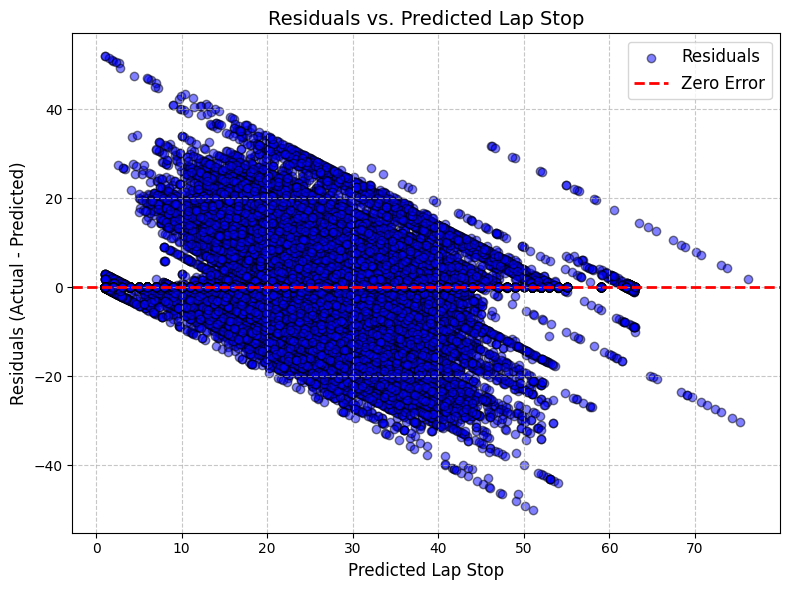 Residuals vs. Predicted Lap Stop
Residuals
Zero Error
Residuals (Actual - Predicted)
40
20
0
−20
−40
0 10 20 30 40 50 60 70
Predicted Lap Stop